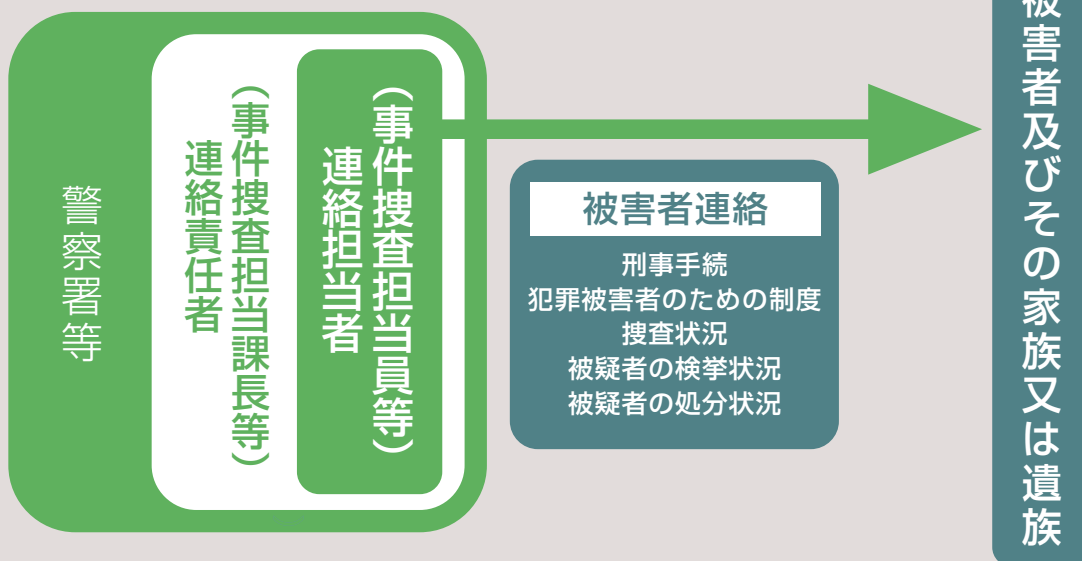 警察署等
（事件捜査担当課長等）
連絡責任者
（事件捜査担当員等）
連絡担当者
被害者連絡
刑事手続
犯罪被害者のための制度
捜査状況
被疑者の検挙状況
被疑者の処分状況
被害者及びその家族又は遺族